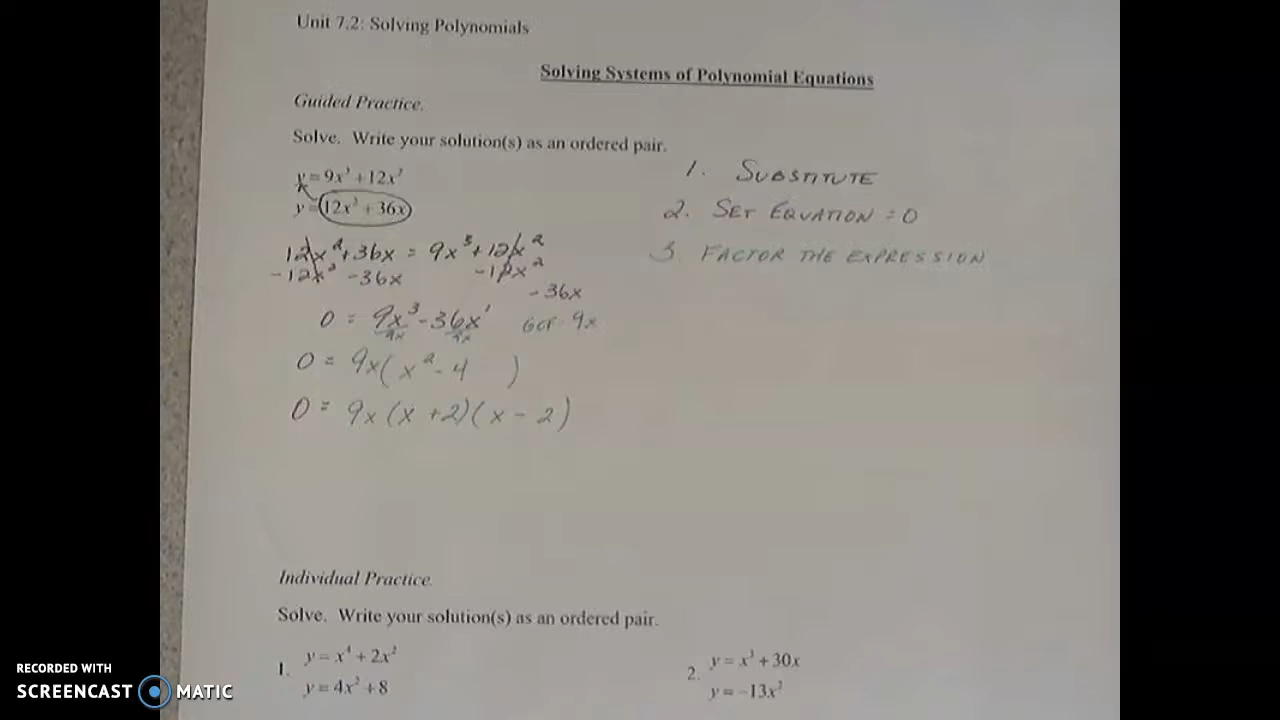 Unit 7.2: Solving Polynomials
Solving Systems of Polynomial Equations
Guided Practice.
Solve. Write your solution(s) as an ordered pair.
y = 9x³ + 12x²
y = 12x² + 36x
1. SUBSTITUTE
2. SET EQUATION = 0
3 FACTOR THE EXPRESSION
12x² + 36x = 9x³ + 12x²
-12x² - 36x - 12x²
- 36x
0 = 9x³ - 36x¹ GCF - 9x
9x 9x
0 = 9x( x² - 4 )
0 = 9x (x + 2)(x - 2)
Individual Practice.
Solve. Write your solution(s) as an ordered pair.
1. y = x⁴ + 2x²
y = 4x² + 8
2. y = x³ + 30x
y = -13x²
RECORDED WITH
SCREENCAST MATIC